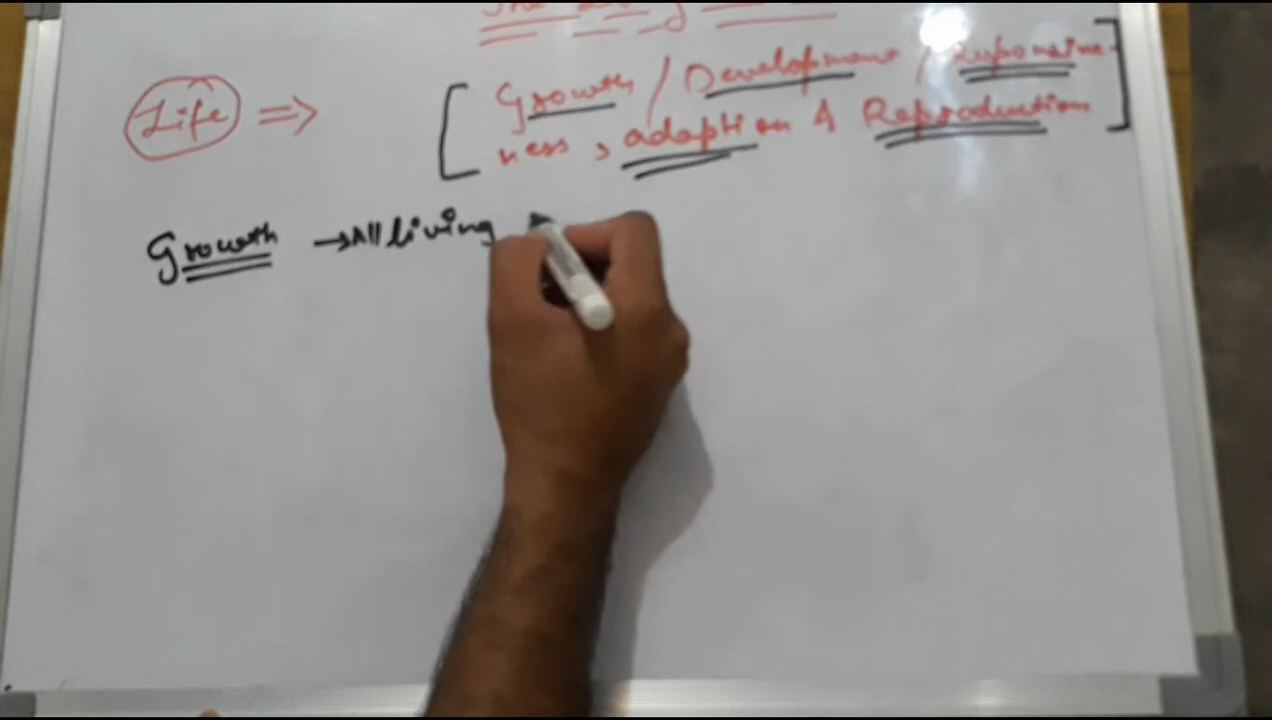 Life => [Growth / Development / Responsive-
ness, adaption & Reproduction]
Growth → All living